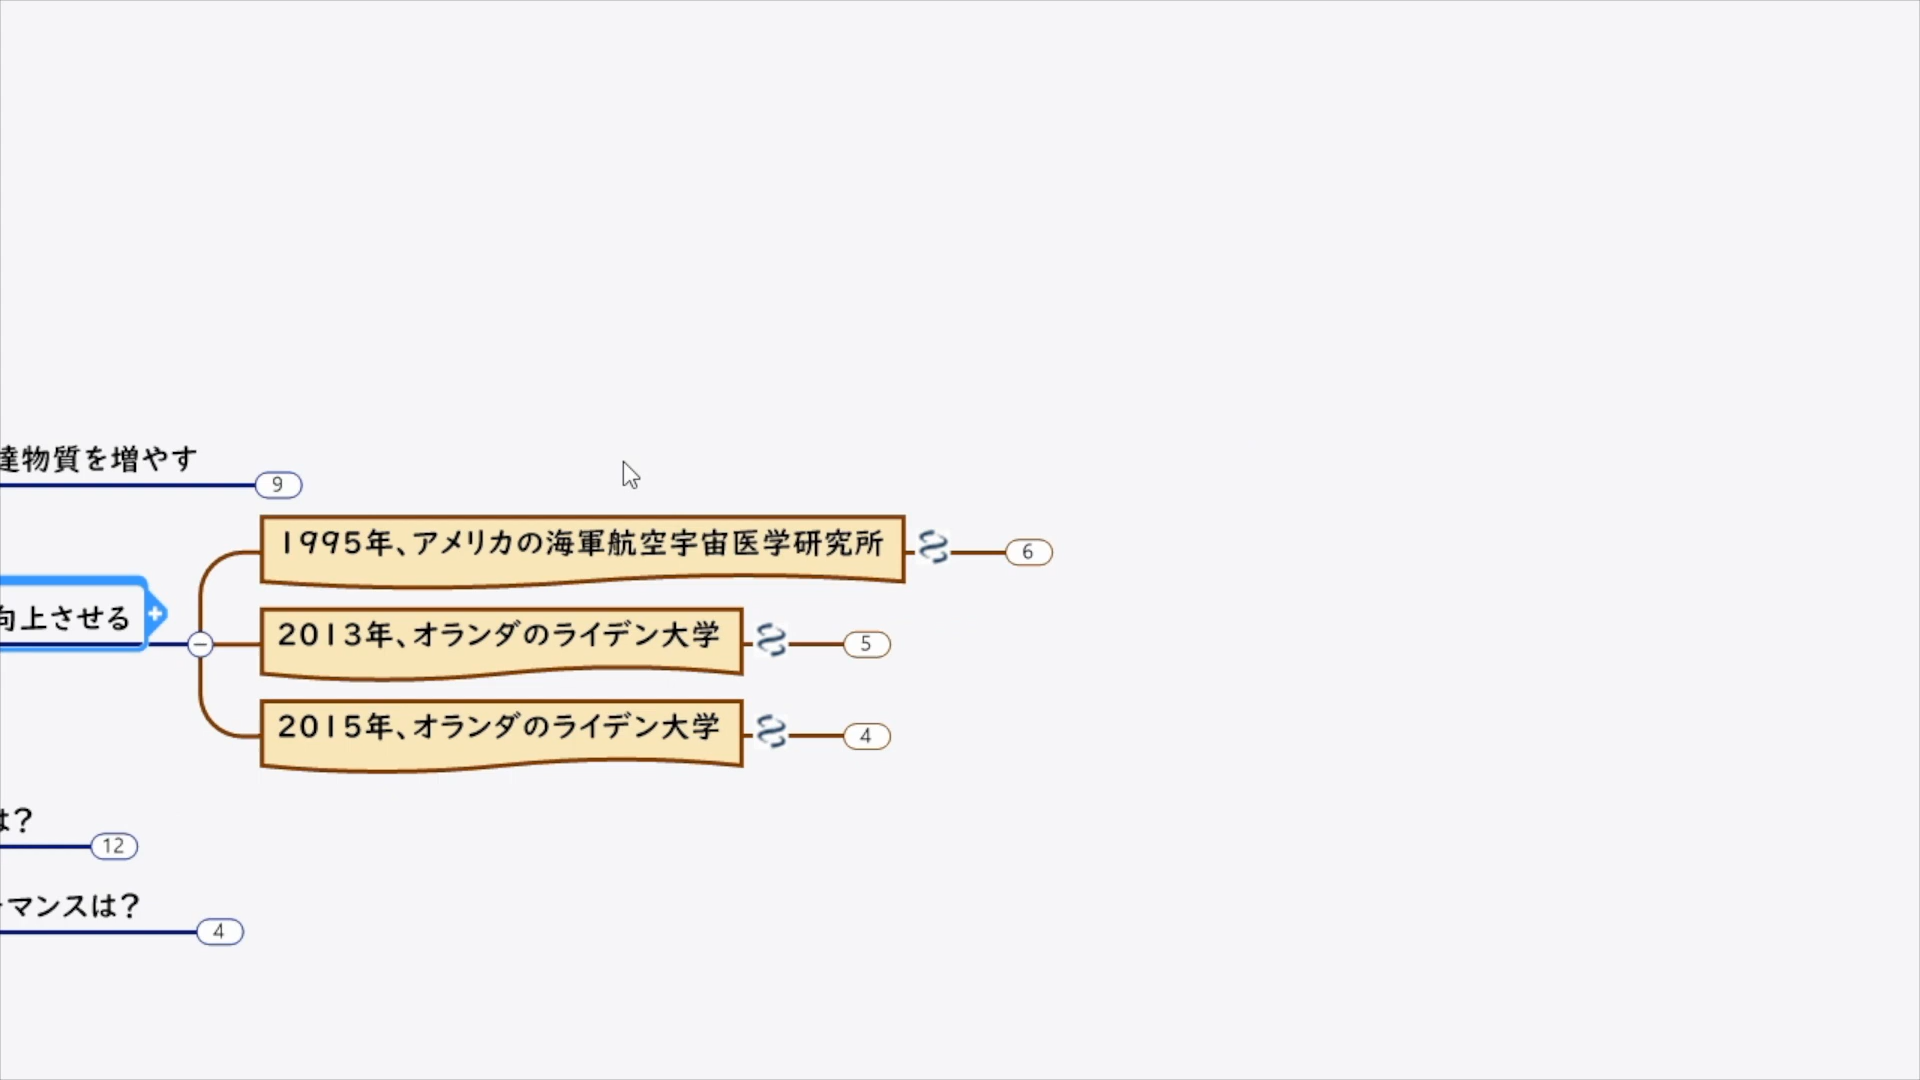 達物質を増やす
9
1995年、アメリカの海軍航空宇宙医学研究所
6
向上させる
2013年、オランダのライデン大学
5
2015年、オランダのライデン大学
4
は？
12
ーマンスは？
4